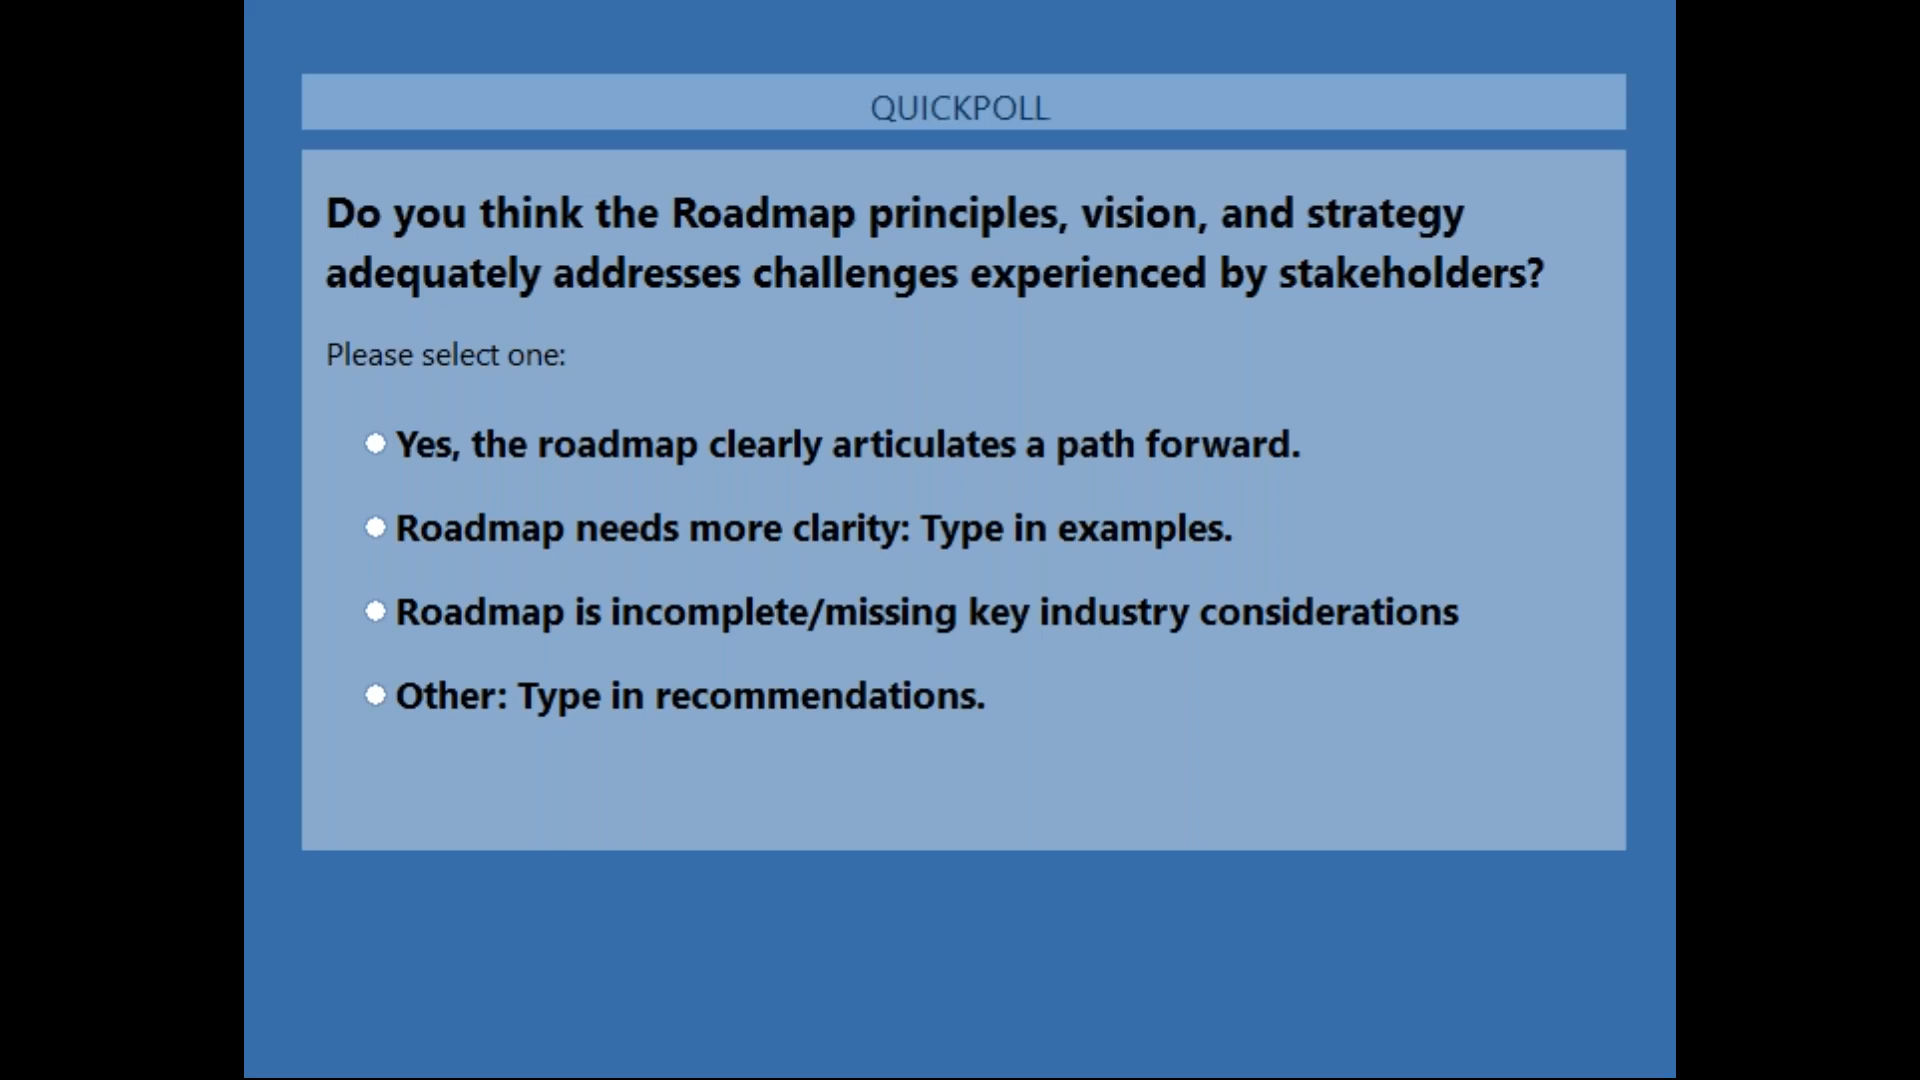 QUICKPOLL
Do you think the Roadmap principles, vision, and strategy
adequately addresses challenges experienced by stakeholders?
Please select one:
Yes, the roadmap clearly articulates a path forward.
Roadmap needs more clarity: Type in examples.
Roadmap is incomplete/missing key industry considerations
Other: Type in recommendations.